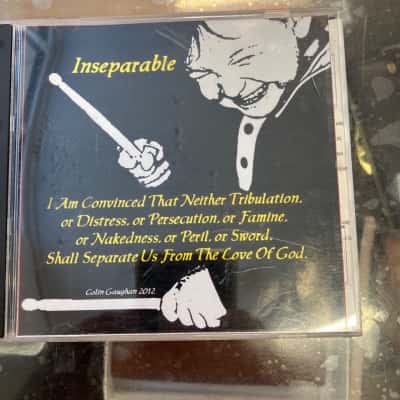 Inseparable
I Am Convinced That Neither Tribulation,
or Distress, or Persecution, or Famine,
or Nakedness, or Peril, or Sword,
Shall Separate Us From The Love Of God.
Colin Gaughan 2012